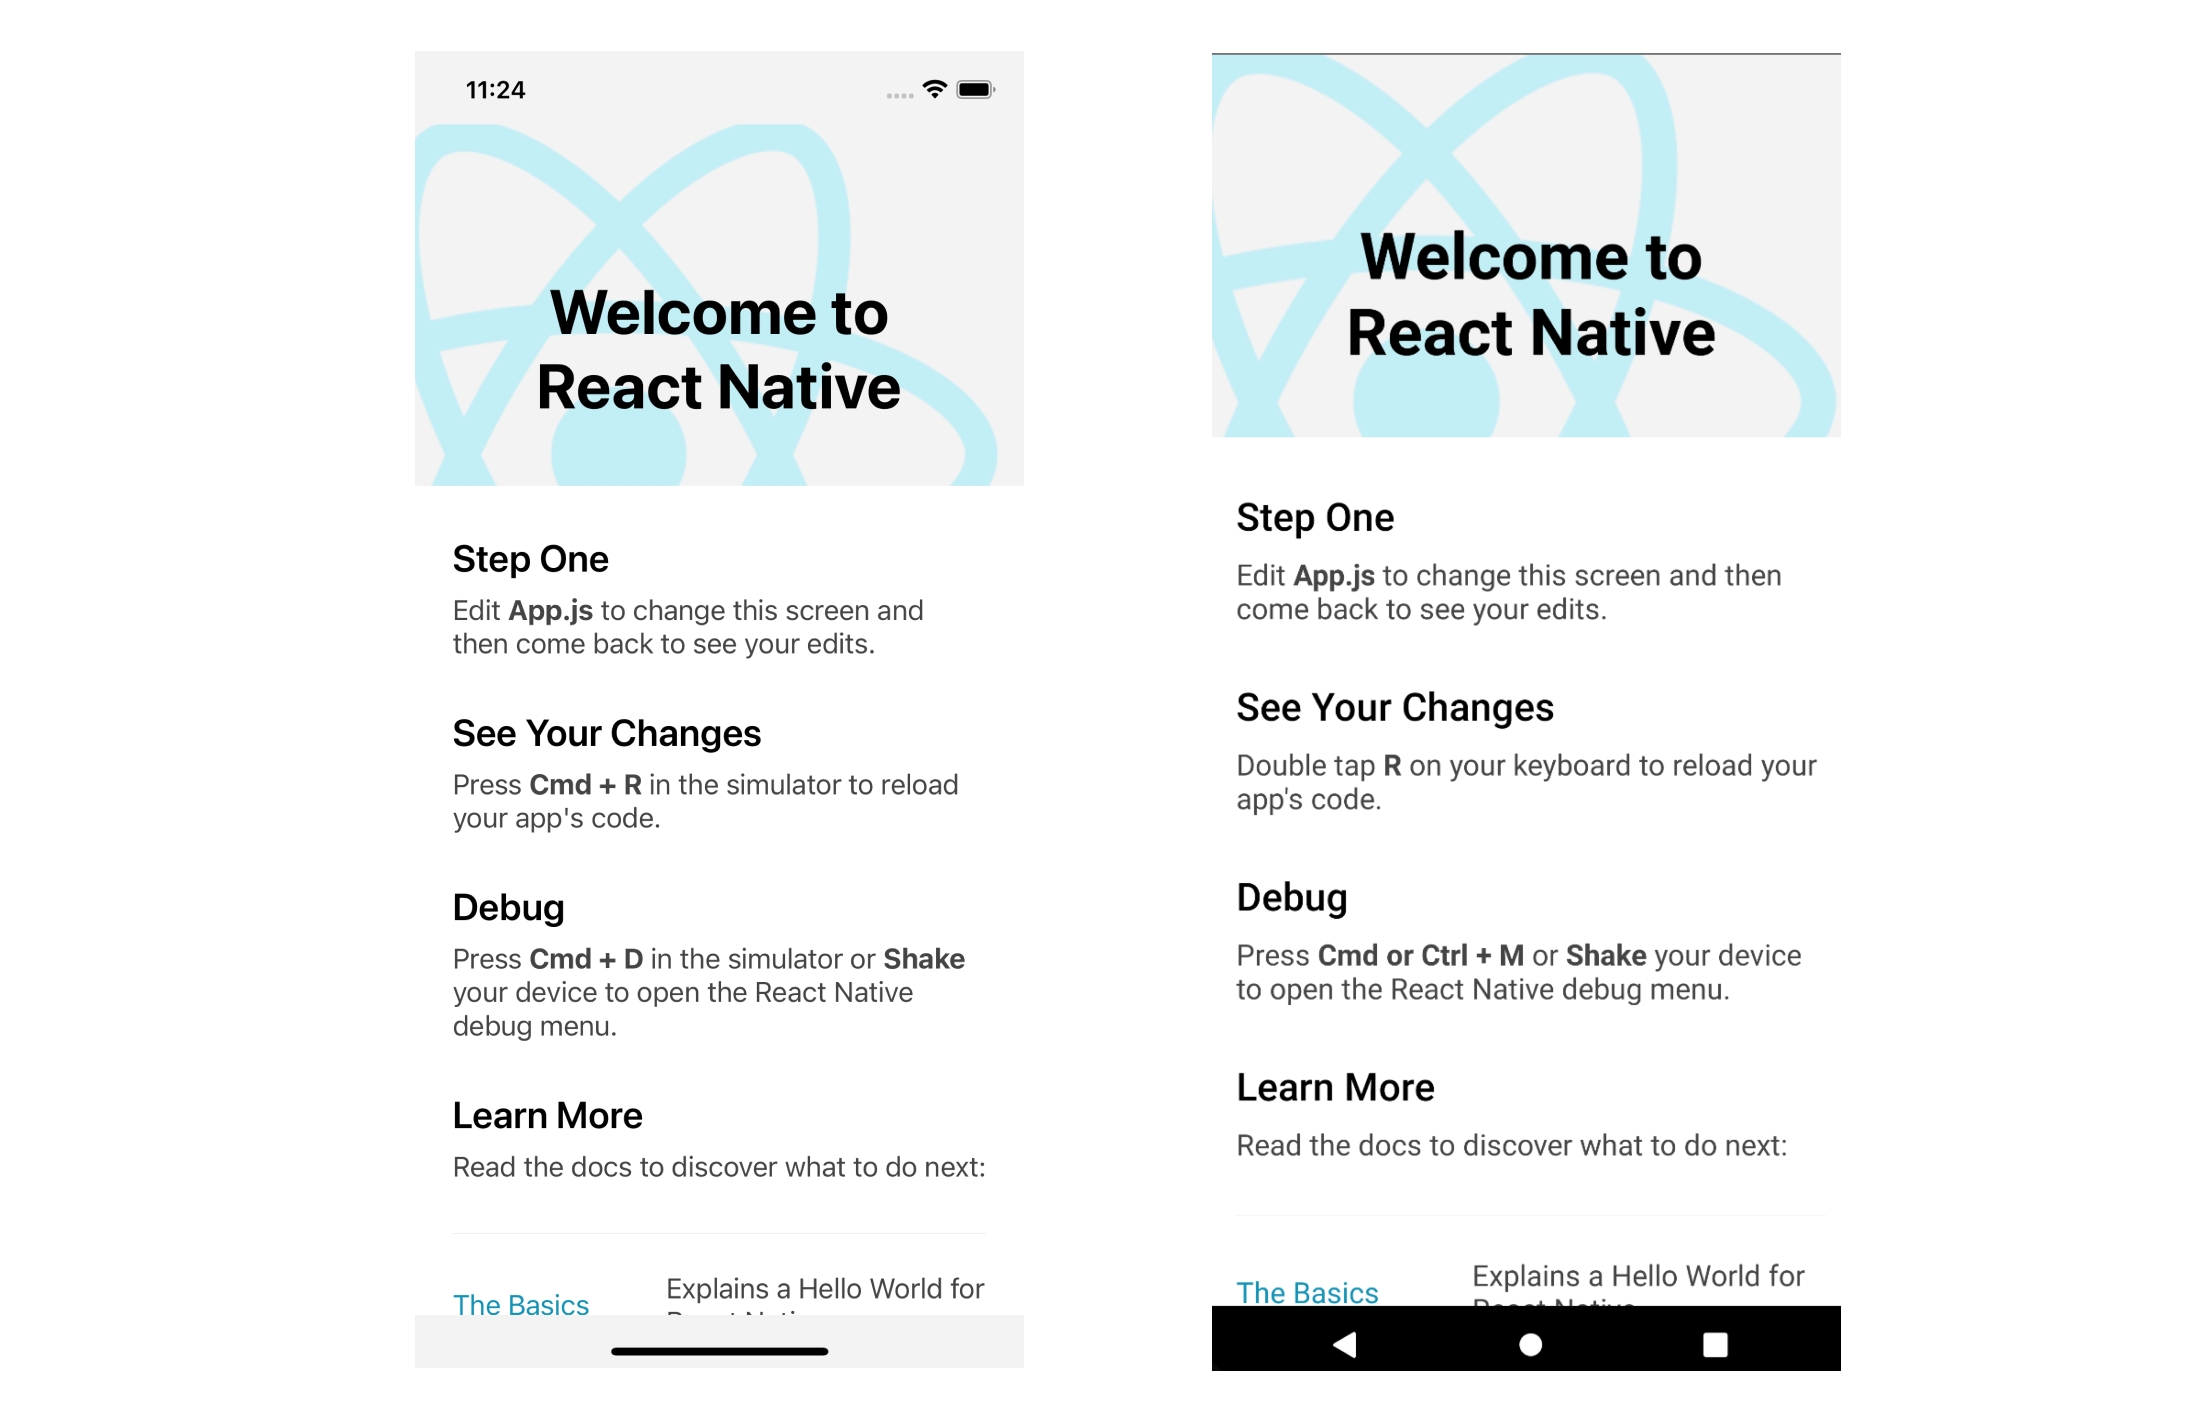 11:24
Welcome to
React Native
Step One
Edit App.js to change this screen and
then come back to see your edits.
See Your Changes
Press Cmd + R in the simulator to reload
your app's code.
Debug
Press Cmd + D in the simulator or Shake
your device to open the React Native
debug menu.
Learn More
Read the docs to discover what to do next:
The Basics
Explains a Hello World for
Welcome to
React Native
Step One
Edit App.js to change this screen and then
come back to see your edits.
See Your Changes
Double tap R on your keyboard to reload your
app's code.
Debug
Press Cmd or Ctrl + M or Shake your device
to open the React Native debug menu.
Learn More
Read the docs to discover what to do next:
The Basics
Explains a Hello World for